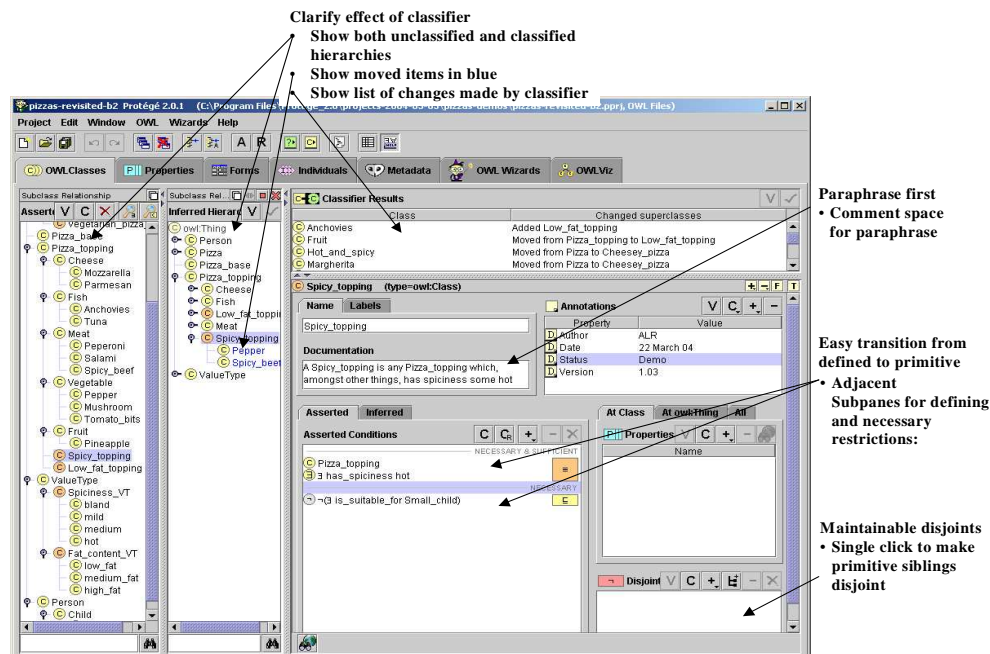 Clarify effect of classifier
• Show both unclassified and classified
hierarchies
• Show moved items in blue
• Show list of changes made by classifier
pizzas-revisited-b2 Protégé 2.0.1 (C:\Program Files\
Project Edit Window OWL Wizards Help
A R
OWLClasses Properties Forms Individuals Metadata OWL Wizards OWLViz
Subclass Relationship
Asserte V C
Vegetarian_pizza
Pizza_base
Pizza_topping
Cheese
Mozzarella
Parmesan
Fish
Anchovies
Tuna
Meat
Peperoni
Salami
Spicy_beef
Vegetable
Pepper
Mushroom
Tomato_bits
Fruit
Pineapple
Spicy_topping
Low_fat_topping
ValueType
Spiciness_VT
bland
mild
medium
hot
Fat_content_VT
low_fat
medium_fat
high_fat
Person
Child
Subclass Rel...
Inferred Hierarc V
owl:Thing
Person
Pizza
Pizza_base
Pizza_topping
Cheese
Fish
Low_fat_toppin
Meat
Spicy_topping
Pepper
Spicy_beef
ValueType
Classifier Results V
Class Changed superclasses
Anchovies Added Low_fat_topping
Fruit Moved from Pizza_topping to Low_fat_topping
Hot_and_spicy Moved from Pizza to Cheesey_pizza
Margherita Moved from Pizza to Cheesey_pizza
Spicy_topping (type=owl:Class) + - F T
Name Labels
Spicy_topping
Documentation
A Spicy_topping is any Pizza_topping which,
amongst other things, has spiciness some hot
Annotations V C + -
Property Value
Author ALR
Date 22 March 04
Status Demo
Version 1.03
Asserted Inferred
Asserted Conditions C CR + -
NECESSARY & SUFFICIENT
Pizza_topping
∃ has_spiciness hot
≡
NECESSARY
¬(∃ is_suitable_for Small_child)
⊑
At Class At owl:Thing All
Properties V C + -
Name
¬ Disjoint V C + -
Paraphrase first
• Comment space
for paraphrase
Easy transition from
defined to primitive
• Adjacent
Subpanes for defining
and necessary
restrictions:
Maintainable disjoints
• Single click to make
primitive siblings
disjoint